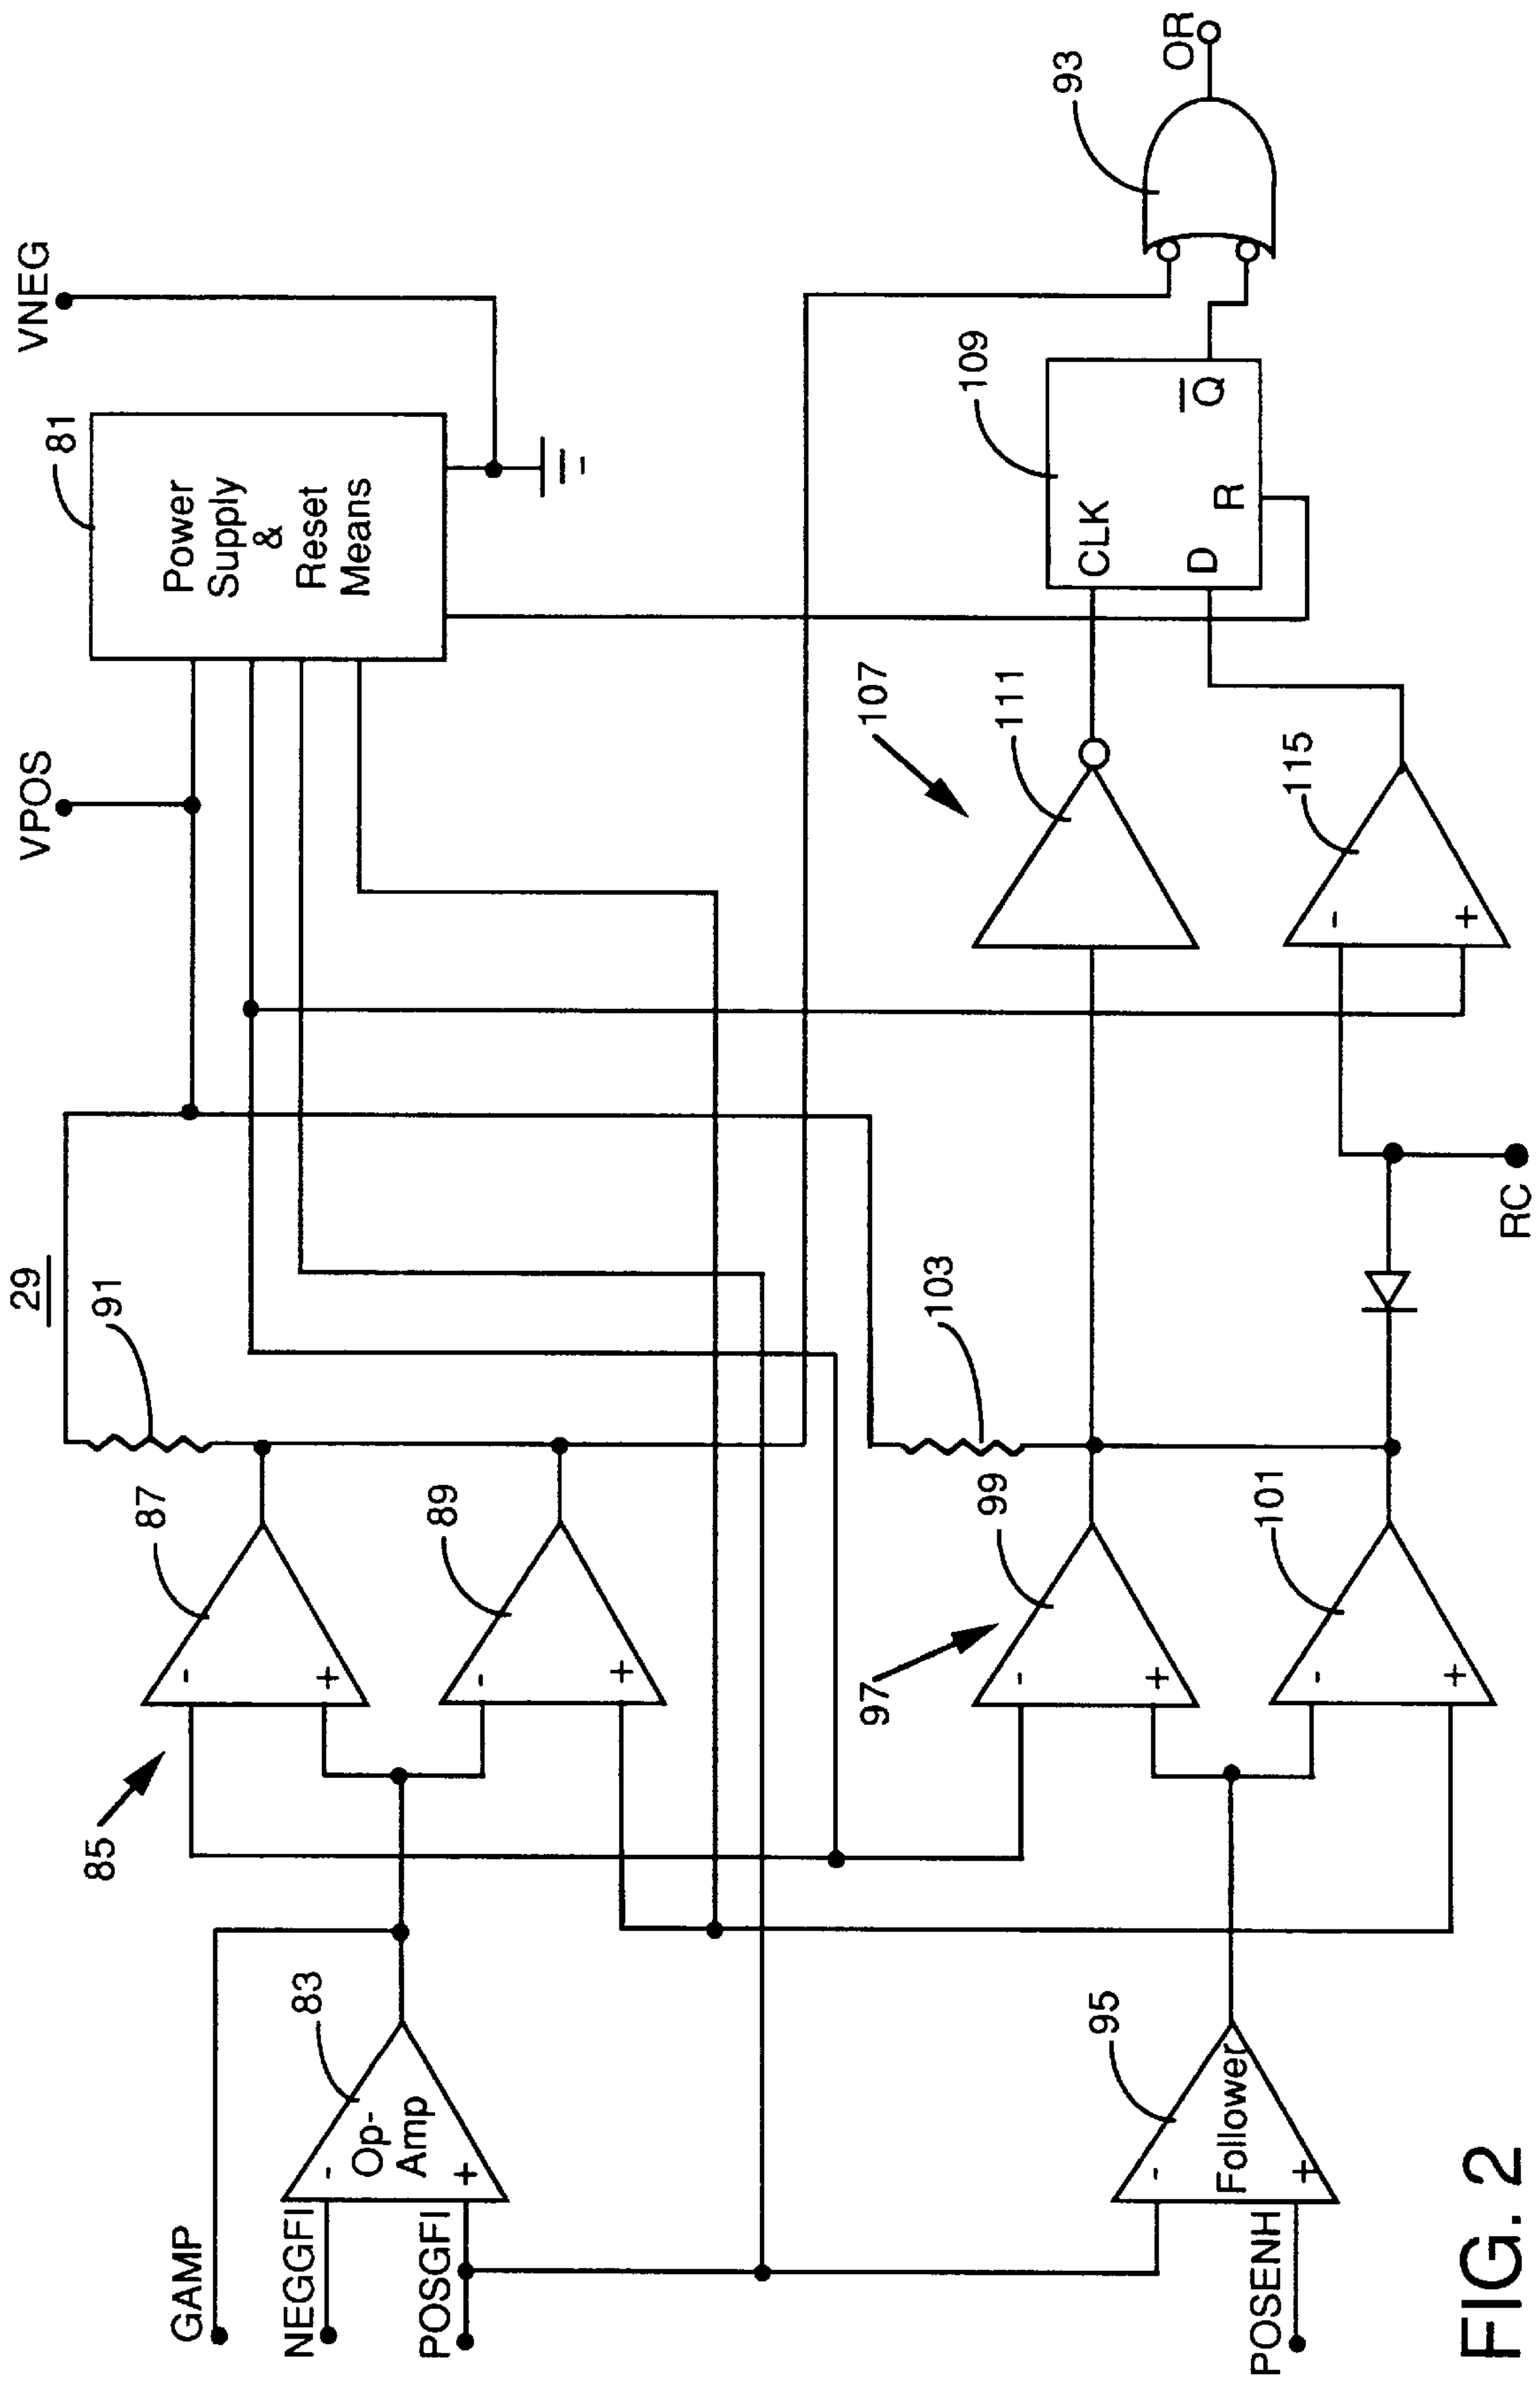 29
VPOS
VNEG
81
Power
Supply
&
Reset
Means
91
87
-
+
85
89
-
+
GAMP
83
NEGGFI
-
Op-
Amp
POSGFI
+
93
OR
103
107
109
CLK
Q
D
R
111
99
97
-
+
115
-
+
101
-
+
95
-
Follower
POSENH
+
RC
FIG. 2